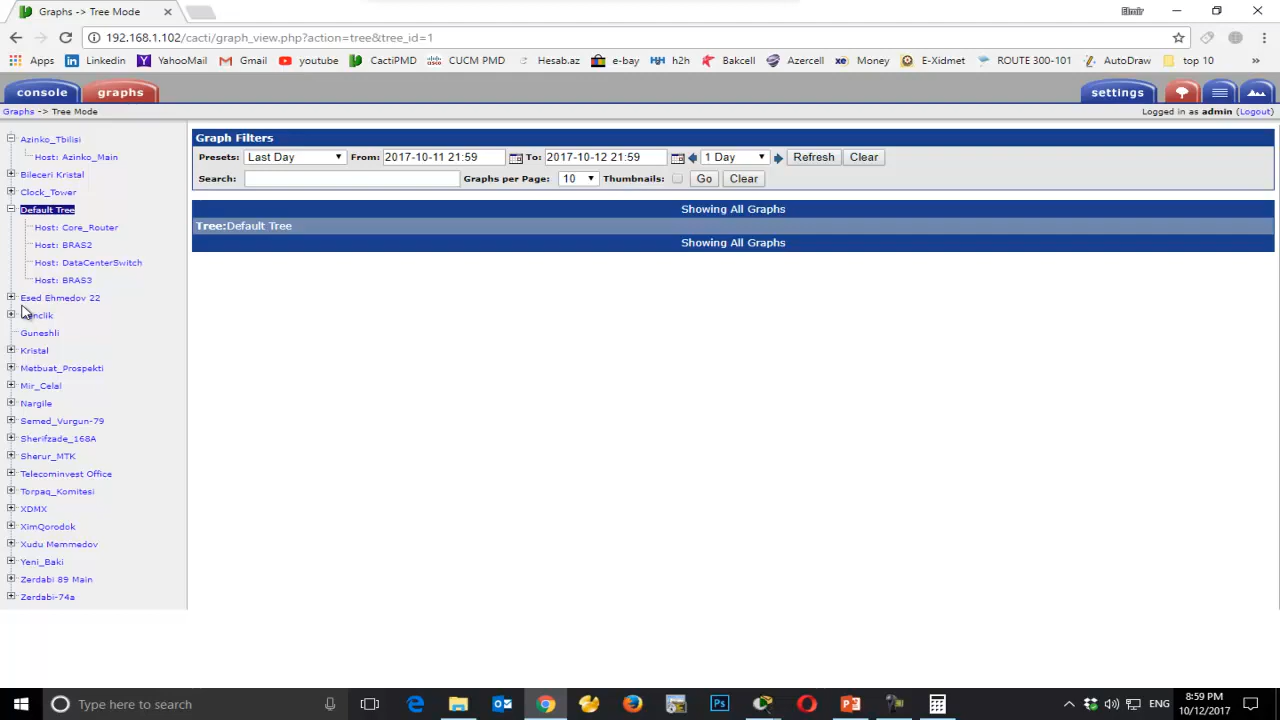 Graphs -> Tree Mode
Elmir
192.168.1.102/cacti/graph_view.php?action=tree&tree_id=1
Apps Linkedin YahooMail Gmail youtube CactiPMD CUCM PMD Hesab.az e-bay h2h Bakcell Azercell Money E-Xidmet ROUTE 300-101 AutoDraw top 10 »
console graphs settings
Graphs -> Tree Mode Logged in as admin (Logout)
Azinko_Tbilisi
Host: Azinko_Main
Bileceri Kristal
Clock_Tower
Default Tree
Host: Core_Router
Host: BRAS2
Host: DataCenterSwitch
Host: BRAS3
Esed Ehmedov 22
Guneshli
Kristal
Metbuat_Prospekti
Mir_Celal
Nargile
Semed_Vurgun-79
Sherifzade_168A
Sherur_MTK
Telecominvest Office
Torpaq_Komitesi
XDMX
XimQorodok
Xudu Memmedov
Yeni_Baki
Zerdabi 89 Main
Zerdabi-74a
Graph Filters
Presets: Last Day From: 2017-10-11 21:59 To: 2017-10-12 21:59 1 Day Refresh Clear
Search: Graphs per Page: 10 Thumbnails: Go Clear
Showing All Graphs
Tree:Default Tree
Showing All Graphs
Type here to search
ENG
8:59 PM
10/12/2017